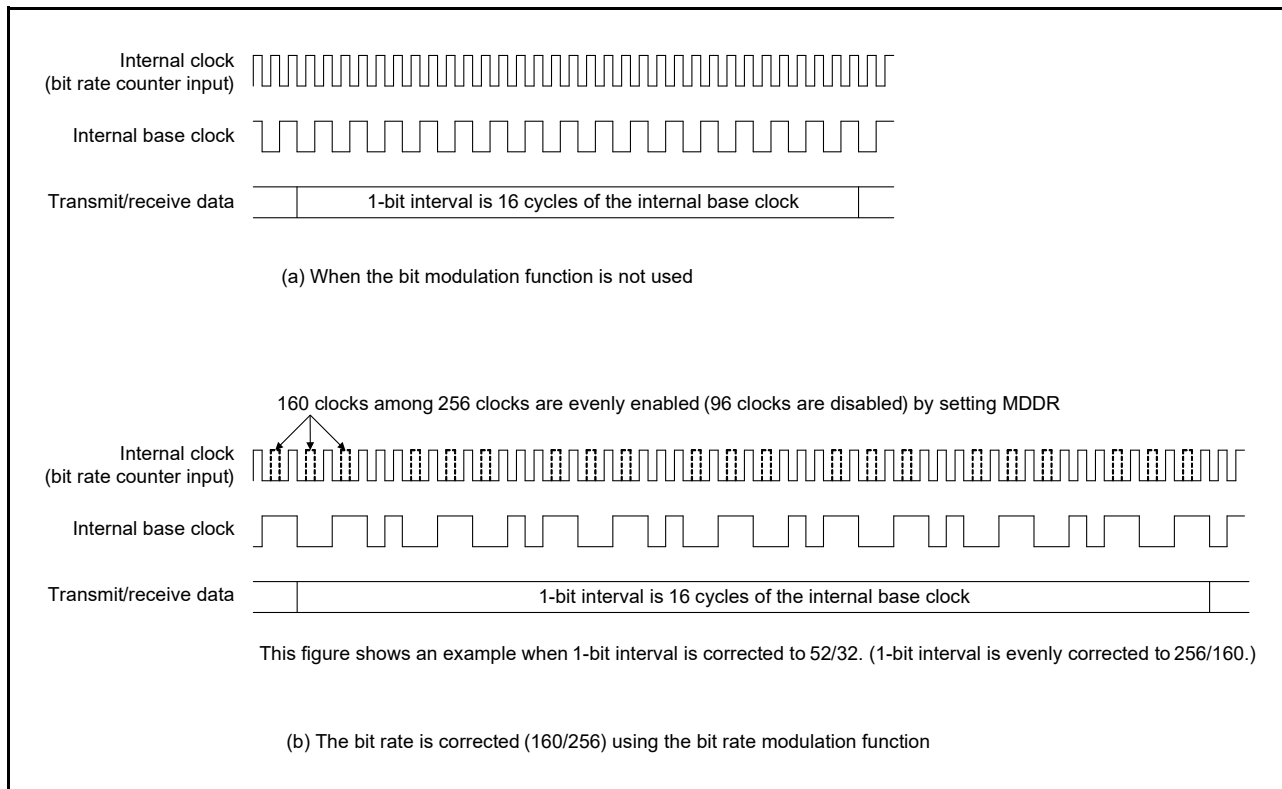 Internal clock
(bit rate counter input)
Internal base clock
Transmit/receive data
1-bit interval is 16 cycles of the internal base clock
(a) When the bit modulation function is not used
160 clocks among 256 clocks are evenly enabled (96 clocks are disabled) by setting MDDR
Internal clock
(bit rate counter input)
Internal base clock
Transmit/receive data
1-bit interval is 16 cycles of the internal base clock
This figure shows an example when 1-bit interval is corrected to 52/32. (1-bit interval is evenly corrected to 256/160.)
(b) The bit rate is corrected (160/256) using the bit rate modulation function